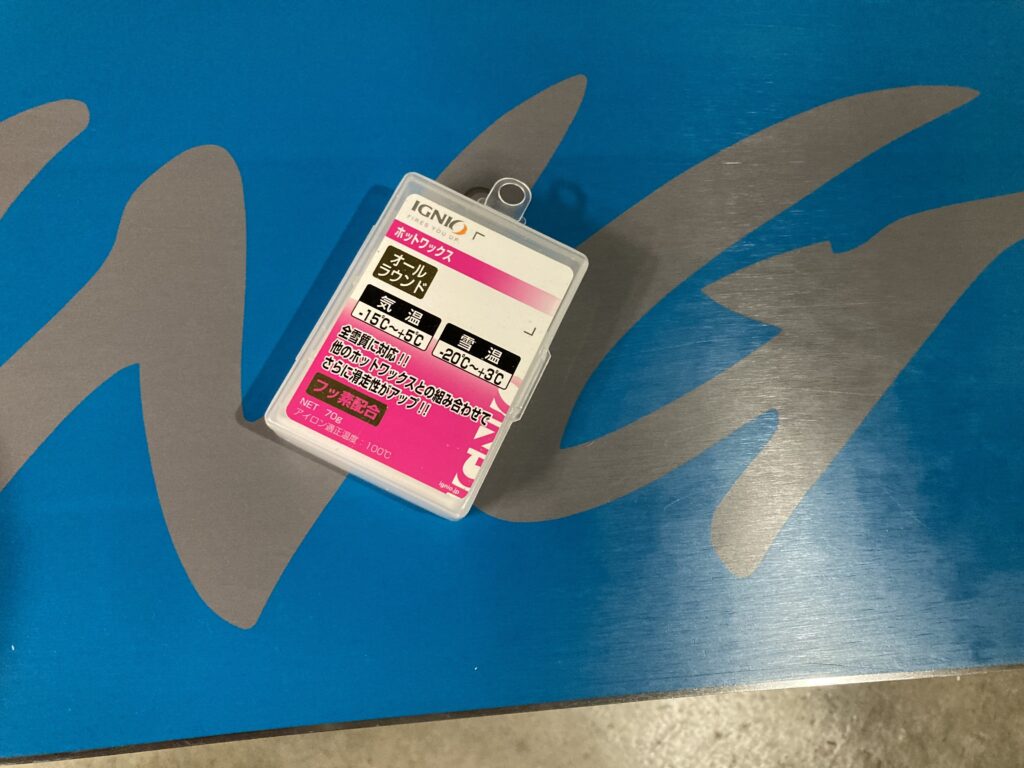 IGNIO
FIRES YOU UP.
ホットワックス
オール
ラウンド
気 温
-15℃～+5℃
雪 温
-20℃～+3℃
全雪質に対応!!
他のホットワックスとの組み合わせで
さらに滑走性がアップ!!
フッ素配合
NET 70g
アイロン適正温度：100℃
ignio.jp
NG